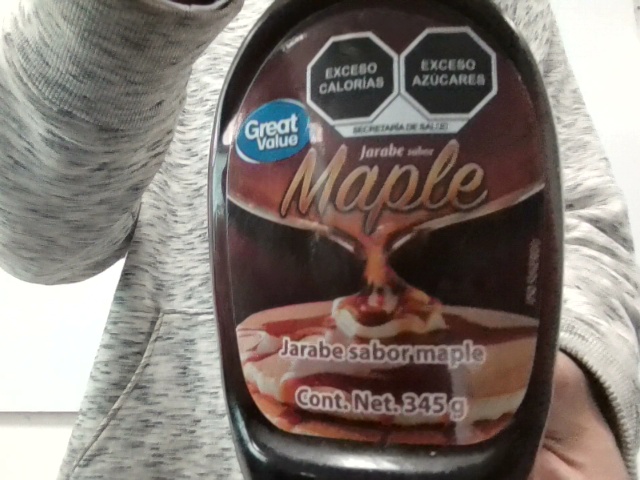 EXCESO
CALORÍAS
EXCESO
AZÚCARES
SECRETARÍA DE SALUD
Great
Value
Jarabe sabor
Maple
Jarabe sabor maple
Cont. Net. 345 g